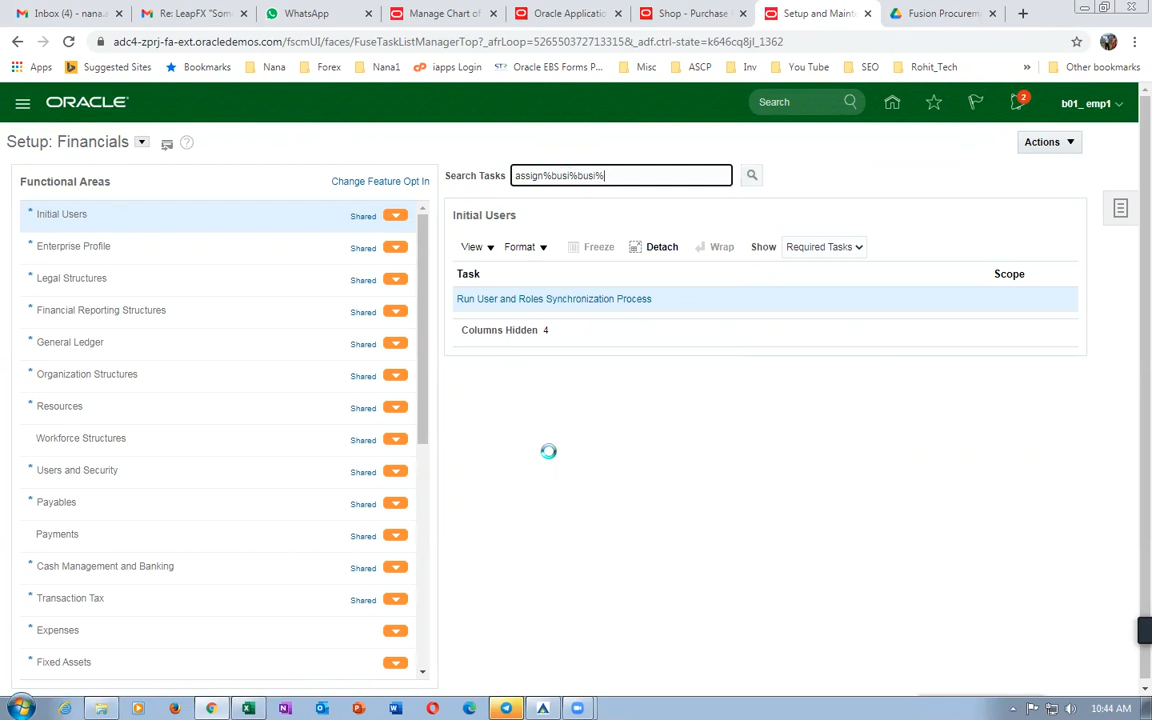 Inbox (4) - nana.a
Re: LeapFX "Som
WhatsApp
Manage Chart of
Oracle Application
Shop - Purchase
Setup and Maint
Fusion Procurem
adc4-zprj-fa-ext.oracledemos.com/fscmUI/faces/FuseTaskListManagerTop?_afrLoop=52655037271331​5&_adf.ctrl-state=k646cq8jl_1362
Apps
Suggested Sites
Bookmarks
Nana
Forex
Nana1
iapps Login
Oracle EBS Forms P...
Misc
ASCP
Inv
You Tube
SEO
Rohit_Tech
»
Other bookmarks
ORACLE
Search
2
b01_ emp1
Setup: Financials
Actions
Functional Areas
Change Feature Opt In
Search Tasks
assign%busi%busi%
* Initial Users Shared
* Enterprise Profile Shared
* Legal Structures Shared
* Financial Reporting Structures Shared
* General Ledger Shared
* Organization Structures Shared
* Resources Shared
Workforce Structures Shared
* Users and Security Shared
* Payables Shared
Payments Shared
* Cash Management and Banking Shared
* Transaction Tax Shared
* Expenses
* Fixed Assets
Initial Users
View
Format
Freeze
Detach
Wrap
Show
Required Tasks
Task
Scope
Run User and Roles Synchronization Process
Columns Hidden 4
10:44 AM